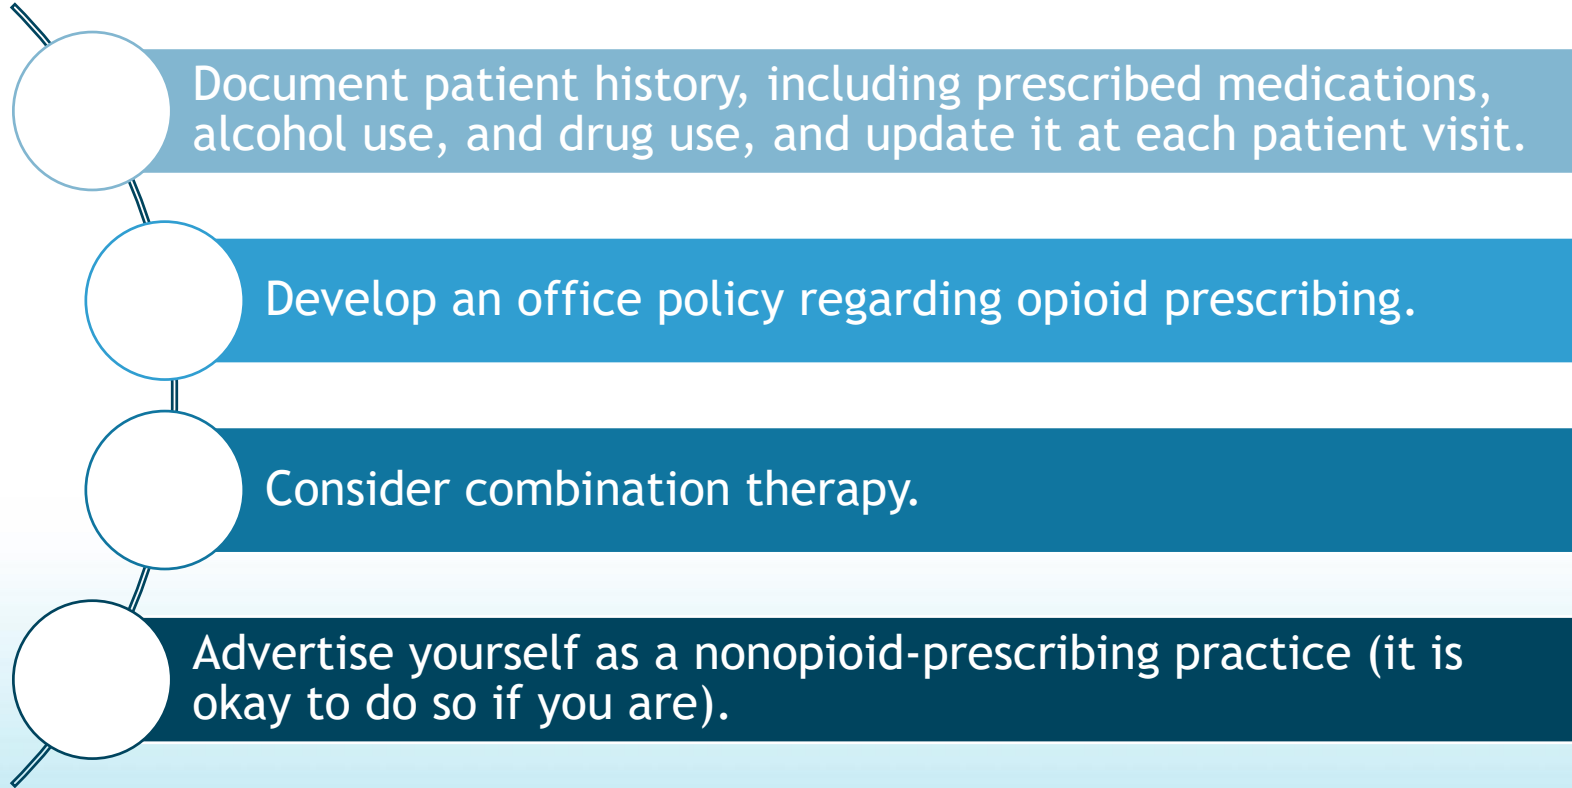 Document patient history, including prescribed medications,
alcohol use, and drug use, and update it at each patient visit.
Develop an office policy regarding opioid prescribing.
Consider combination therapy.
Advertise yourself as a nonopioid-prescribing practice (it is
okay to do so if you are).